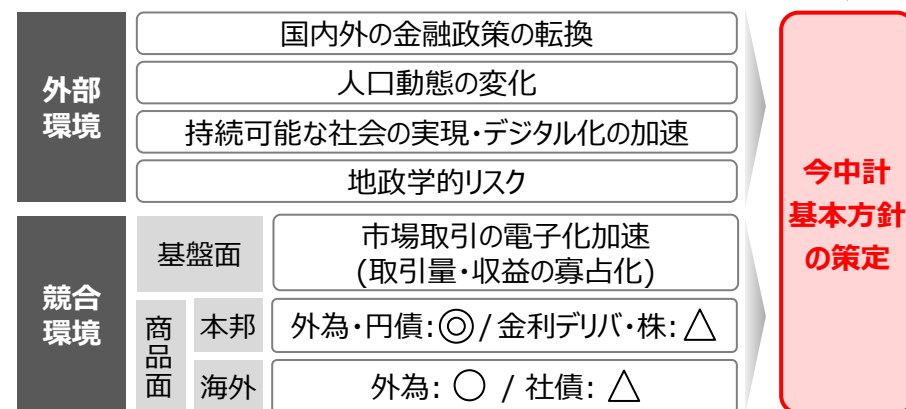 外部
環境
国内外の金融政策の転換
人口動態の変化
持続可能な社会の実現・デジタル化の加速
地政学的リスク
競合
環境
基盤面
市場取引の電子化加速
(取引量・収益の寡占化)
商品面
本邦
外為・円債:◎/ 金利デリバ・株:△
海外
外為: ○ / 社債: △
今中計
基本方針
の策定